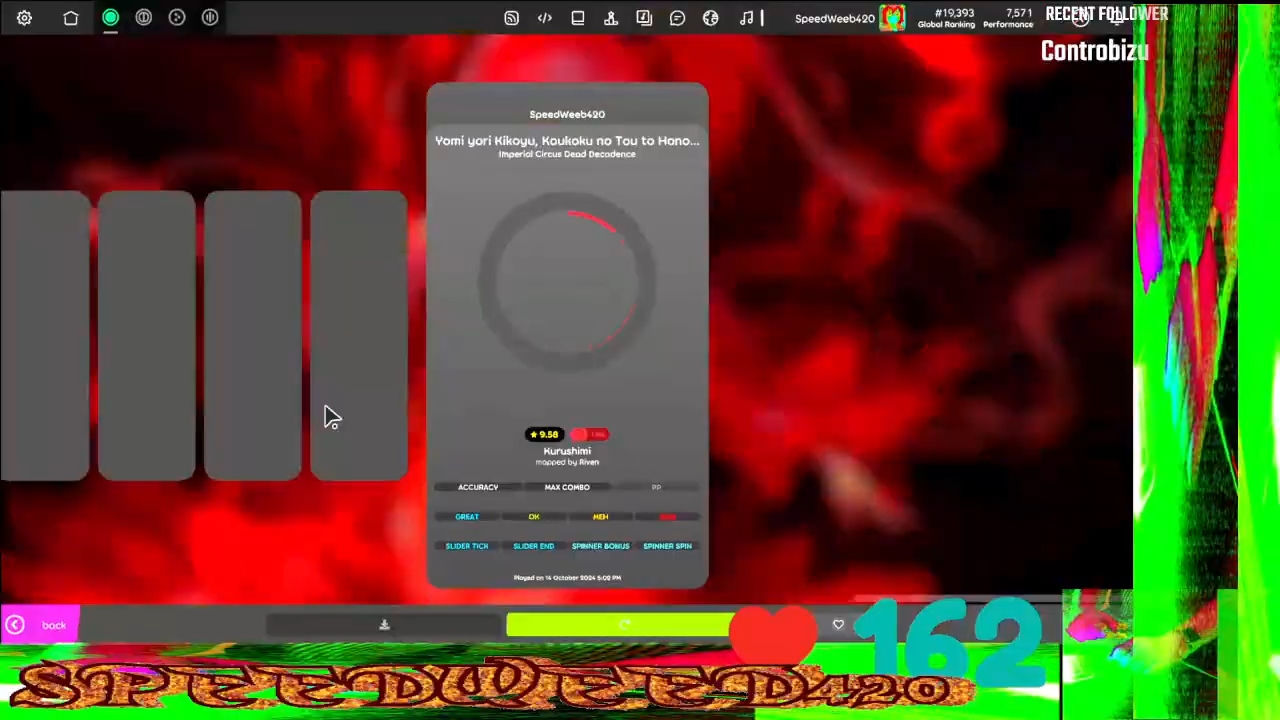 SpeedWeeb420
#19,393
Global Ranking
7,571
Performance
RECENT FOLLOWER
Controbizu
SpeedWeeb420
Yomi yori Kikoyu, Koukoku no Tou to Hono...
Imperial Circus Dead Decadence
9.58
Kurushimi
mapped by Riven
ACCURACY
MAX COMBO
PP
GREAT
OK
MEH
SLIDER TICK
SLIDER END
SPINNER BONUS
SPINNER SPIN
Played on 14 October 2024 5:02 PM
back
162
SPEEDWEED420